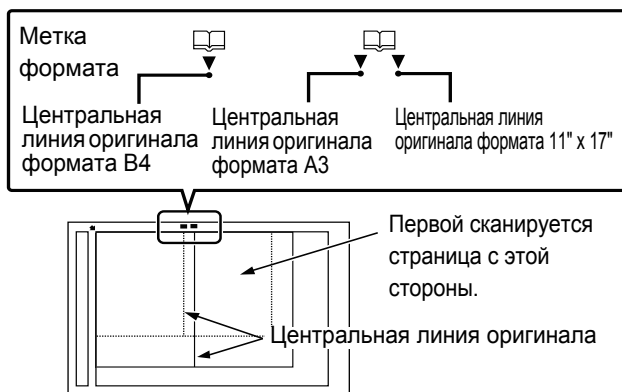 Метка
формата
Центральная
линия оригинала
формата B4
Центральная
линия оригинала
формата A3
Центральная линия
оригинала формата 11" x 17"
Первой сканируется
страница с этой
стороны.
Центральная линия оригинала